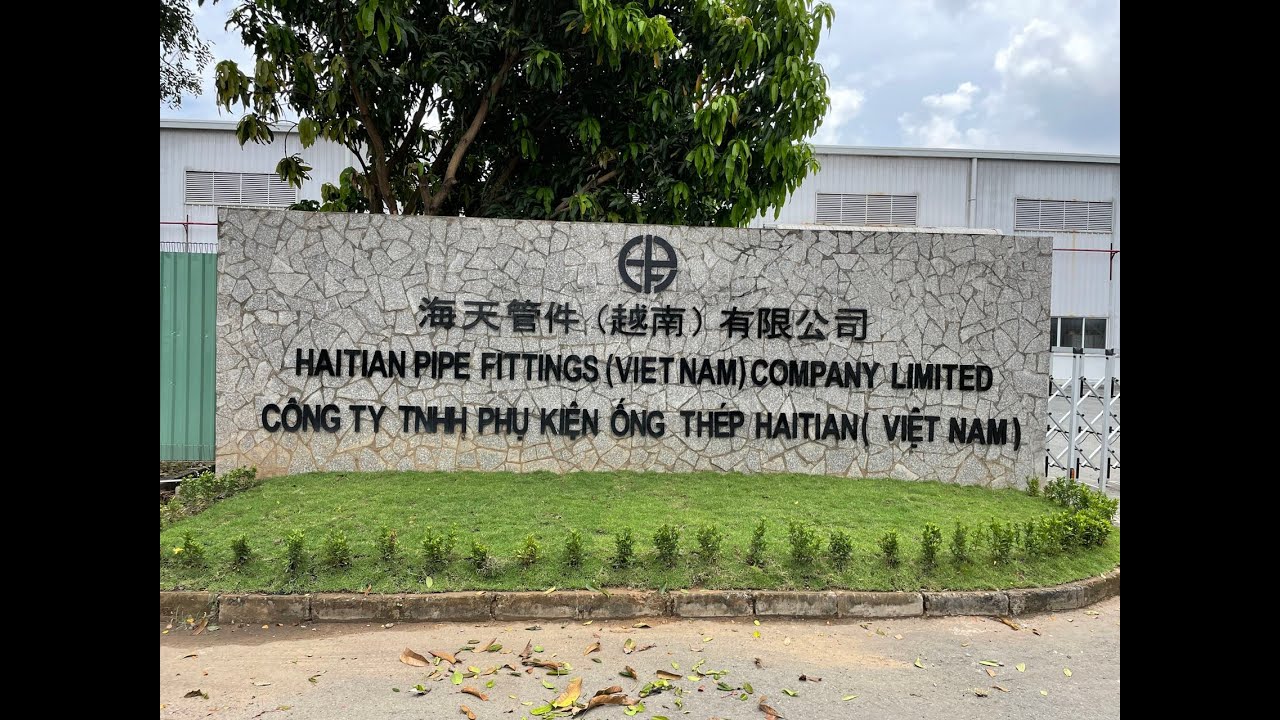 海天管件（越南）有限公司
HAITIAN PIPE FITTINGS (VIET NAM) COMPANY LIMITED
CÔNG TY TNHH PHỤ KIỆN ỐNG THÉP HAITIAN( VIỆT NAM)